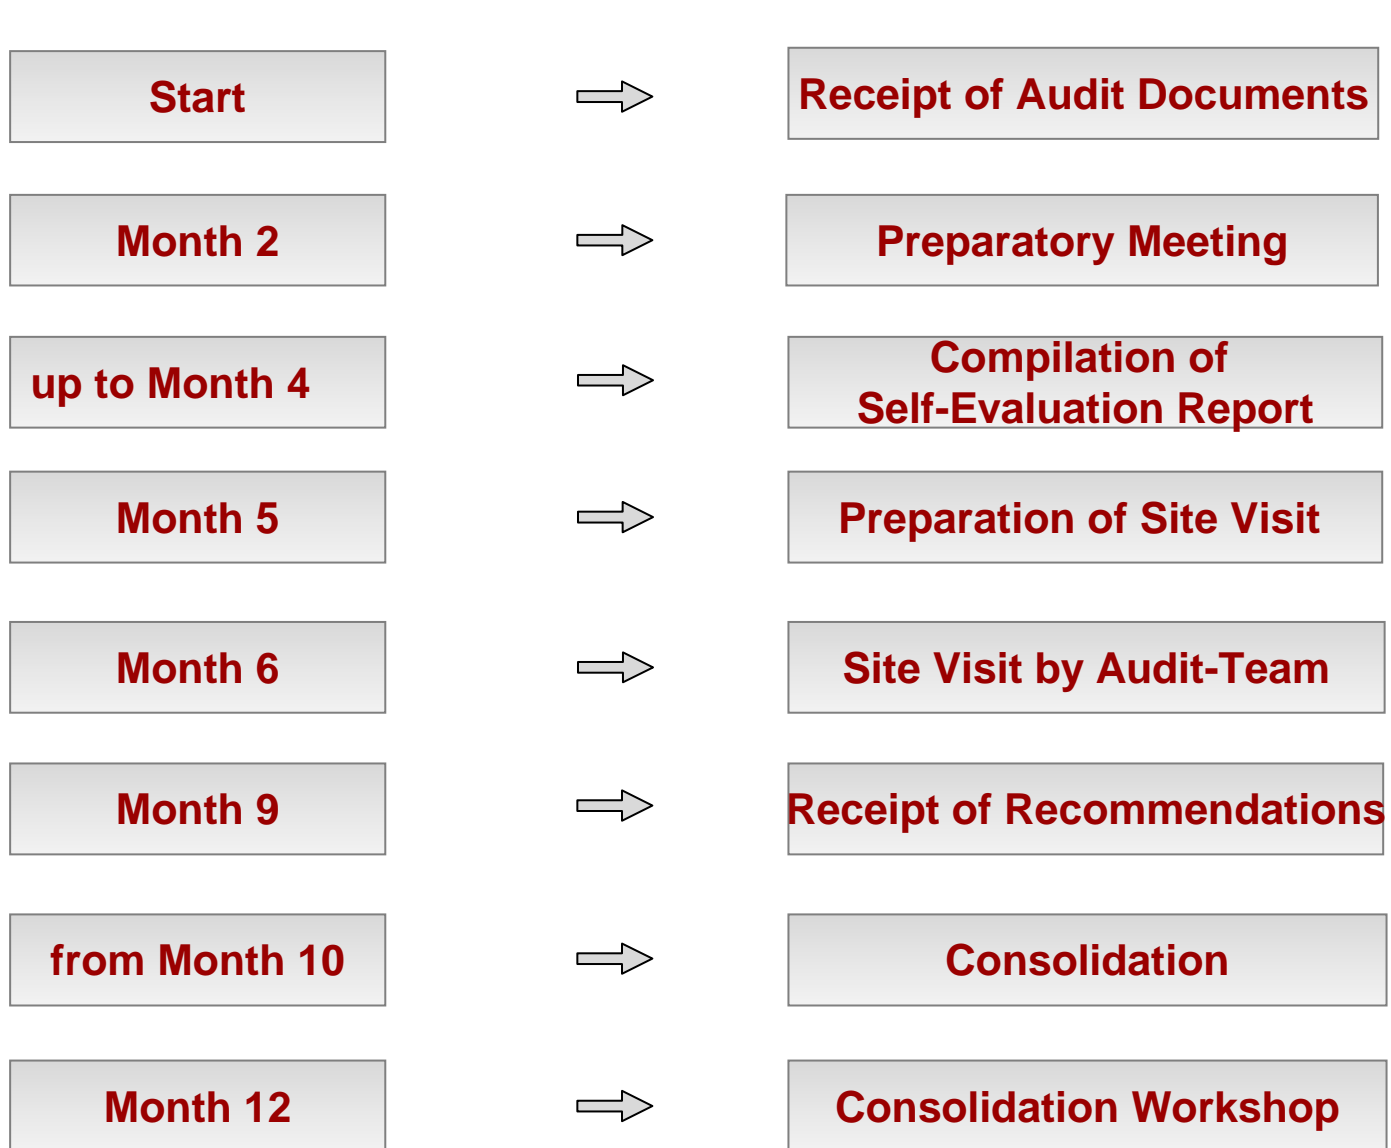 Start
Receipt of Audit Documents
Month 2
Preparatory Meeting
up to Month 4
Compilation of
Self-Evaluation Report
Month 5
Preparation of Site Visit
Month 6
Site Visit by Audit-Team
Month 9
Receipt of Recommendations
from Month 10
Consolidation
Month 12
Consolidation Workshop